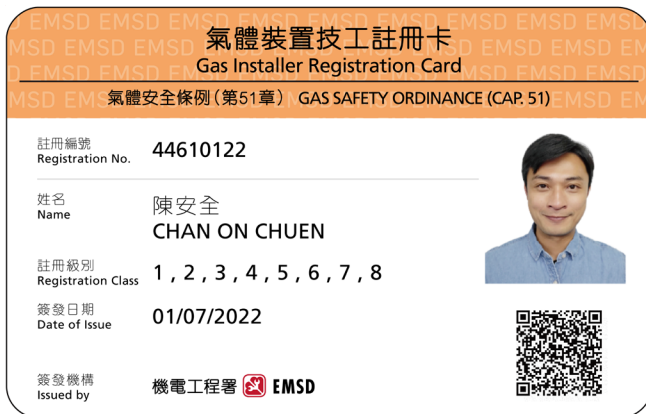 氣體裝置技工註冊卡
Gas Installer Registration Card
氣體安全條例(第51章) GAS SAFETY ORDINANCE (CAP. 51)
註冊編號
Registration No.
44610122
姓名
Name
陳安全
CHAN ON CHUEN
註冊級別
Registration Class
1 , 2 , 3 , 4 , 5 , 6 , 7 , 8
簽發日期
Date of Issue
01/07/2022
簽發機構
Issued by
機電工程署 EMSD